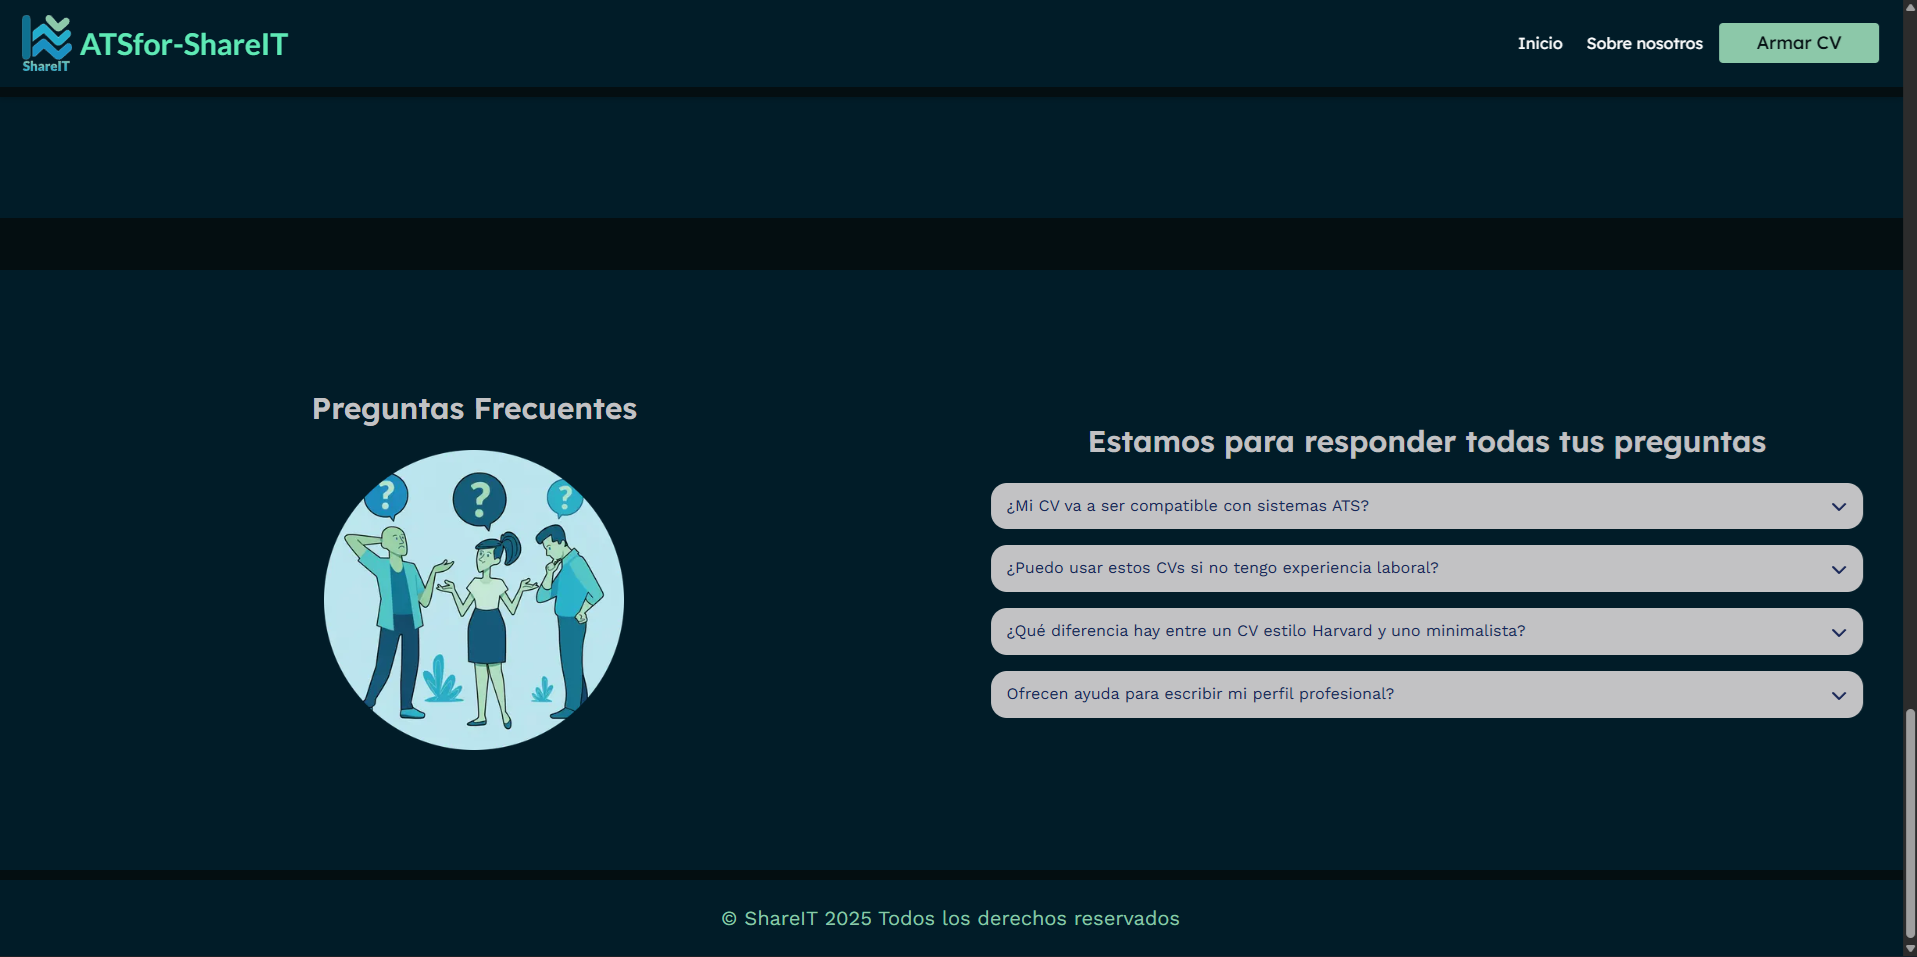 ShareIT
ATSfor-ShareIT
Inicio
Sobre nosotros
Armar CV
Preguntas Frecuentes
?
?
?
Estamos para responder todas tus preguntas
¿Mi CV va a ser compatible con sistemas ATS?
¿Puedo usar estos CVs si no tengo experiencia laboral?
¿Qué diferencia hay entre un CV estilo Harvard y uno minimalista?
Ofrecen ayuda para escribir mi perfil profesional?
© ShareIT 2025 Todos los derechos reservados